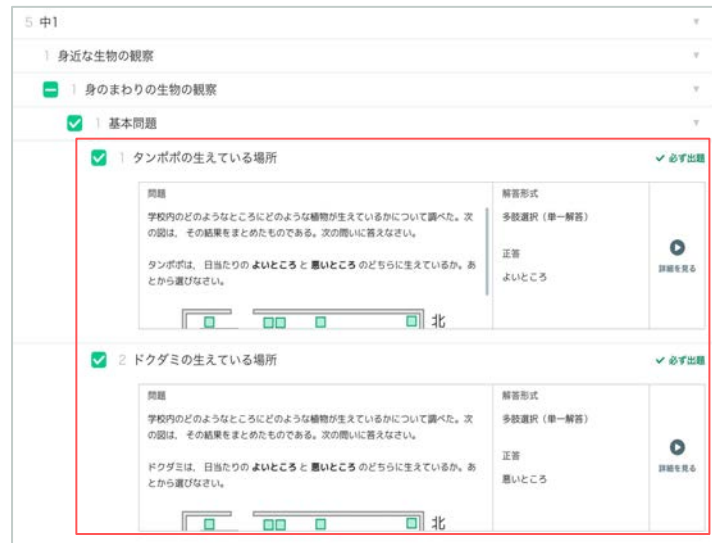 5 中1
1 身近な生物の観察
1 身のまわりの生物の観察
1 基本問題
1 タンポポの生えている場所
必ず出題
問題
学校内のどのようなところにどのような植物が生えているかについて調べた。次
の図は、その結果をまとめたものである。次の問いに答えなさい。
タンポポは、日当たりの よいところ と 悪いところ のどちらに生えているか。あ
とから選びなさい。
北
解答形式
多肢選択（単一解答）
正答
よいところ
詳細を見る
2 ドクダミの生えている場所
必ず出題
問題
学校内のどのようなところにどのような植物が生えているかについて調べた。次
の図は、その結果をまとめたものである。次の問いに答えなさい。
ドクダミは、日当たりの よいところ と 悪いところ のどちらに生えているか。あ
とから選びなさい。
北
解答形式
多肢選択（単一解答）
正答
悪いところ
詳細を見る